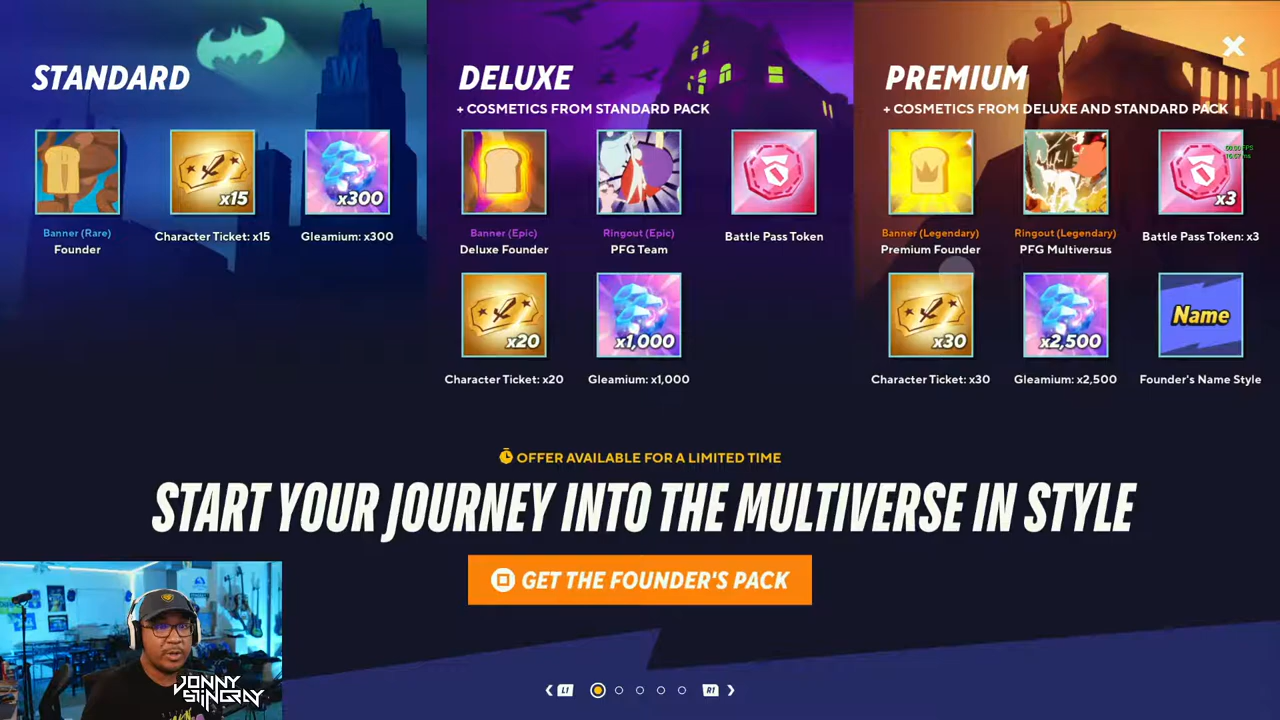 STANDARD
x15
x300
Banner (Rare)
Founder
Character Ticket: x15
Gleamium: x300
DELUXE
+ COSMETICS FROM STANDARD PACK
Banner (Epic)
Deluxe Founder
Ringout (Epic)
PFG Team
Battle Pass Token
x20
x1,000
Character Ticket: x20
Gleamium: x1,000
PREMIUM
+ COSMETICS FROM DELUXE AND STANDARD PACK
x3
Banner (Legendary)
Premium Founder
Ringout (Legendary)
PFG Multiversus
Battle Pass Token: x3
x30
x2,500
Name
Character Ticket: x30
Gleamium: x2,500
Founder's Name Style
OFFER AVAILABLE FOR A LIMITED TIME
START YOUR JOURNEY INTO THE MULTIVERSE IN STYLE
GET THE FOUNDER'S PACK
L1
R1
JONNY
STINGRAY